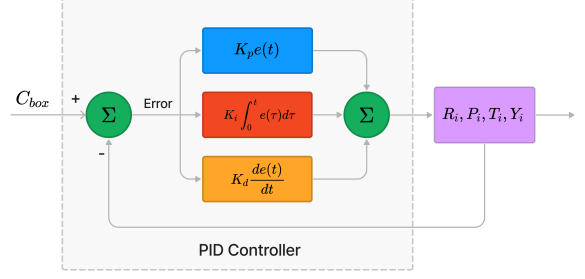 K_p e(t)
C_box
+
Σ
Error
K_i ∫_0^t e(τ)dτ
Σ
R_i, P_i, T_i, Y_i
-
K_d de(t)/dt
PID Controller